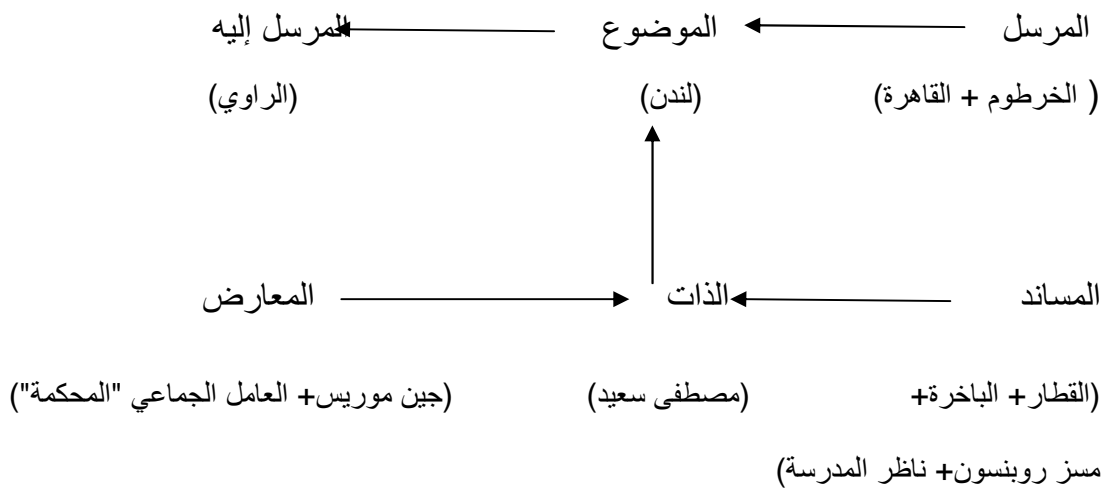 المرسل الموضوع المرسل إليه
( الخرطوم + القاهرة) (لندن) (الراوي)
المساند الذات المعارض
(القطار+ الباخرة+ (مصطفى سعيد) (جين موريس+ العامل الجماعي "المحكمة")
مسز روبنسون+ ناظر المدرسة)